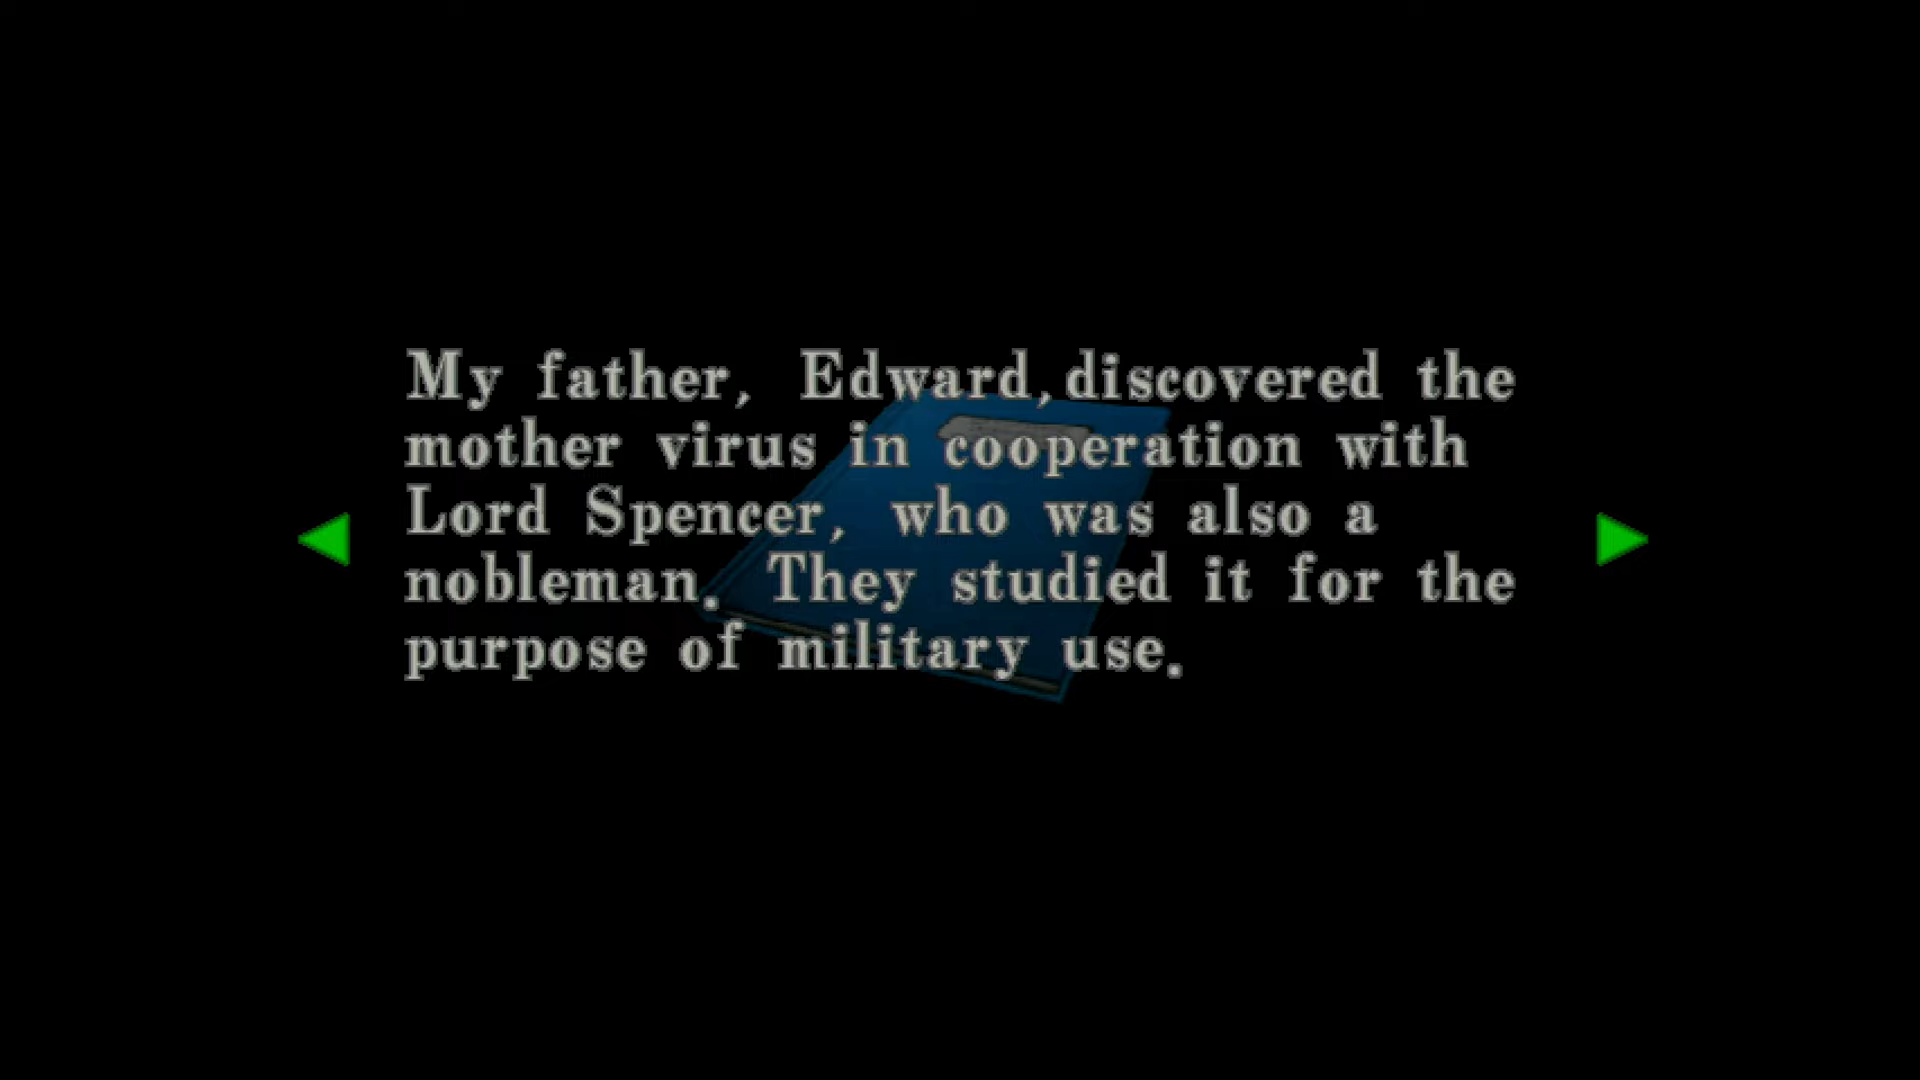 My father, Edward,discovered the
mother virus in cooperation with
Lord Spencer, who was also a
nobleman. They studied it for the
purpose of military use.